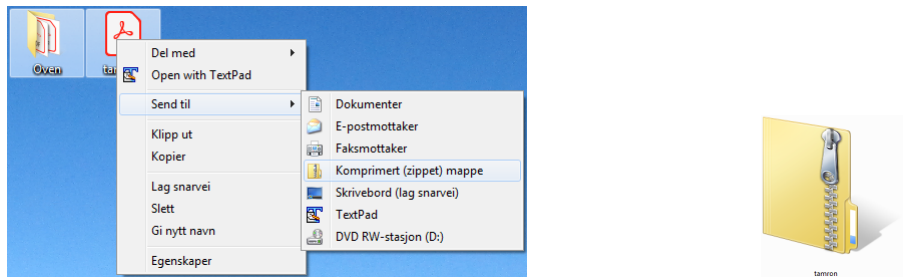 Oven
Del med
Open with TextPad
Send til
Klipp ut
Kopier
Lag snarvei
Slett
Gi nytt navn
Egenskaper
Dokumenter
E-postmottaker
Faksmottaker
Komprimert (zippet) mappe
Skrivebord (lag snarvei)
TextPad
DVD RW-stasjon (D:)
tamron